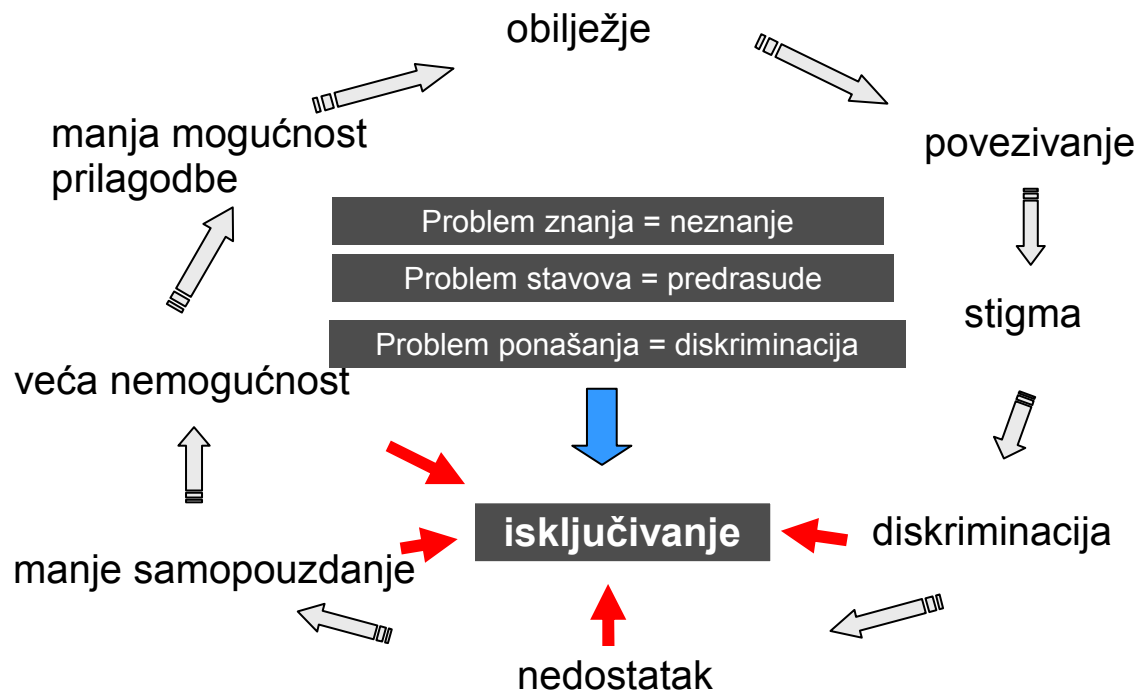 obilježje
manja mogućnost
prilagodbe
povezivanje
Problem znanja = neznanje
Problem stavova = predrasude
stigma
Problem ponašanja = diskriminacija
veća nemogućnost
isključivanje
diskriminacija
manje samopouzdanje
nedostatak